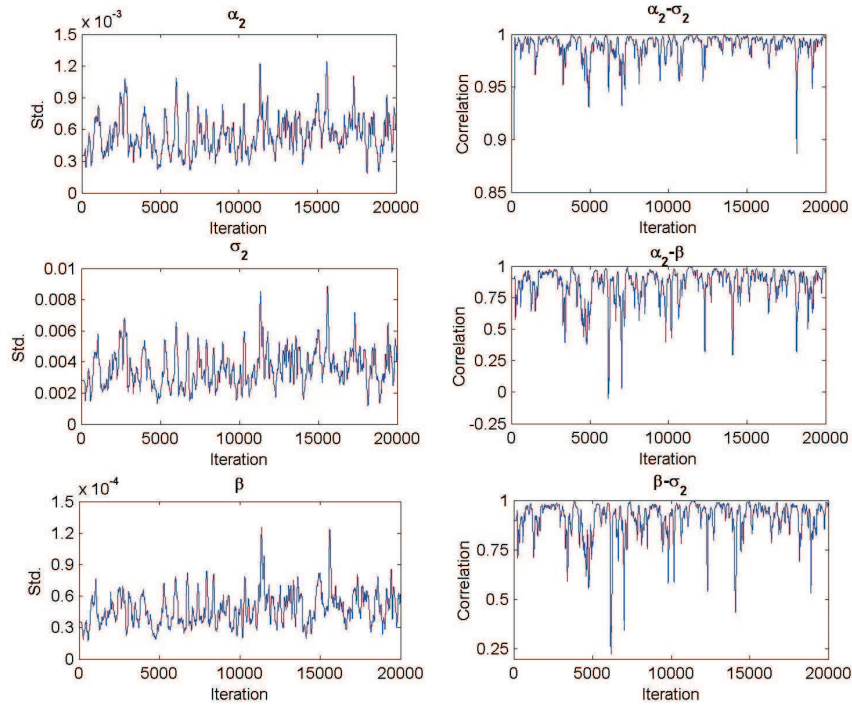 x 10⁻³
α₂
1.5
1.2
0.9
0.6
0.3
0
Std.
0 5000 10000 15000 20000
Iteration
α₂-σ₂
1
0.95
0.9
0.85
Correlation
0 5000 10000 15000 20000
Iteration
σ₂
0.01
0.008
0.006
0.004
0.002
0
Std.
0 5000 10000 15000 20000
Iteration
α₂-β
1
0.75
0.5
0.25
0
-0.25
Correlation
0 5000 10000 15000 20000
Iteration
x 10⁻⁴
β
1.5
1.2
0.9
0.6
0.3
0
Std.
0 5000 10000 15000 20000
Iteration
β-σ₂
1
0.75
0.5
0.25
Correlation
0 5000 10000 15000 20000
Iteration